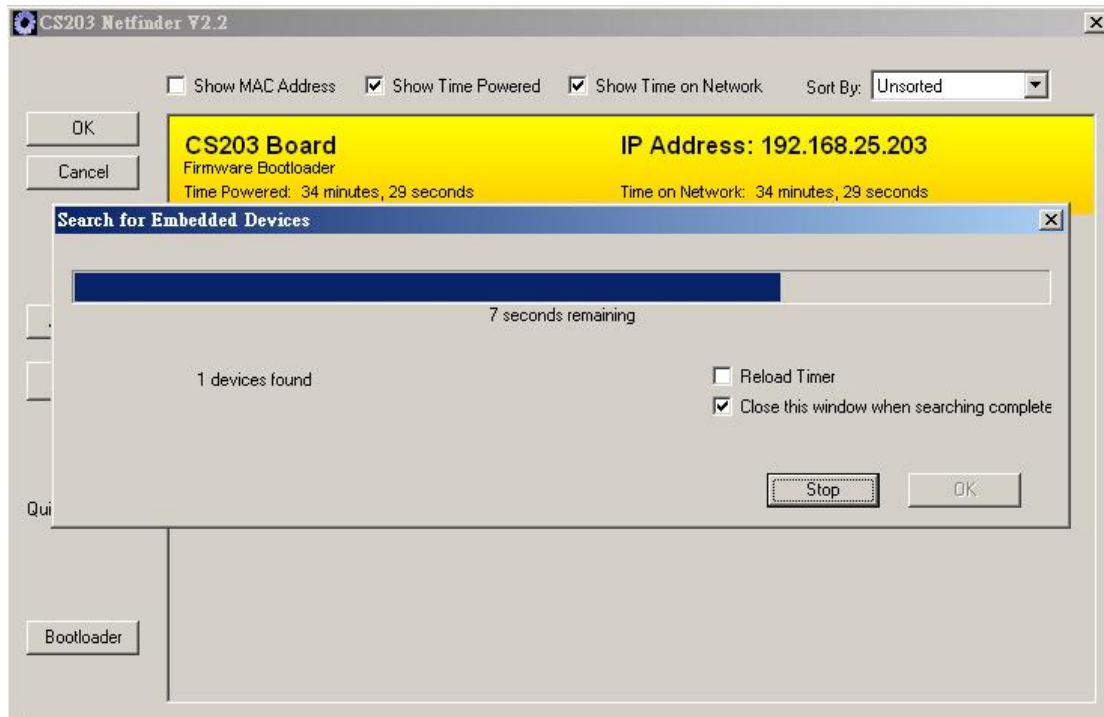 CS203 Netfinder V2.2
Show MAC Address Show Time Powered Show Time on Network Sort By: Unsorted
OK
Cancel
CS203 Board IP Address: 192.168.25.203
Firmware Bootloader
Time Powered: 34 minutes, 29 seconds Time on Network: 34 minutes, 29 seconds
Search for Embedded Devices
7 seconds remaining
1 devices found
Reload Timer
Close this window when searching complete
Stop OK
Qui
Bootloader